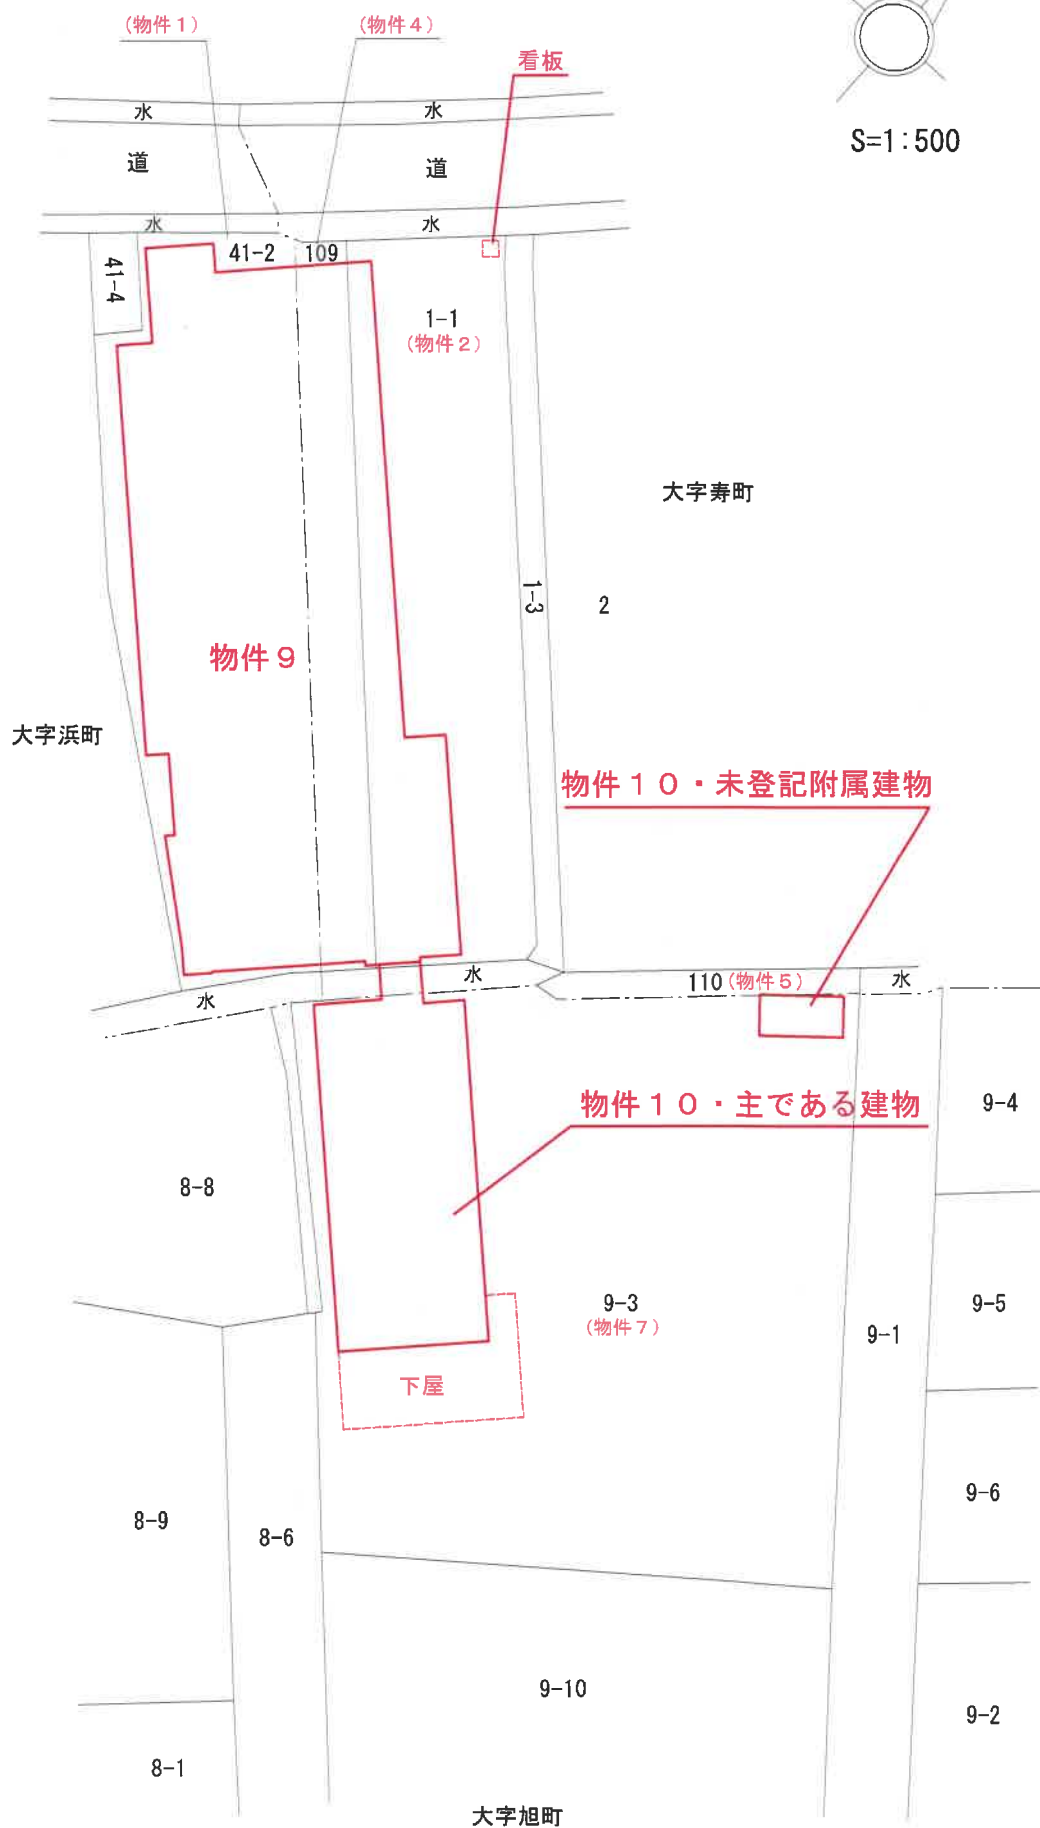 (物件1)
(物件4)
看板
水
水
S=1:500
道
道
水
水
41-2
109
41-4
1-1
(物件2)
大字寿町
1-3
2
物件9
大字浜町
物件10・未登記附属建物
水
110(物件5)
水
水
物件10・主である建物
9-4
8-8
9-3
(物件7)
9-5
9-1
下屋
9-6
8-9
8-6
9-10
9-2
8-1
大字旭町